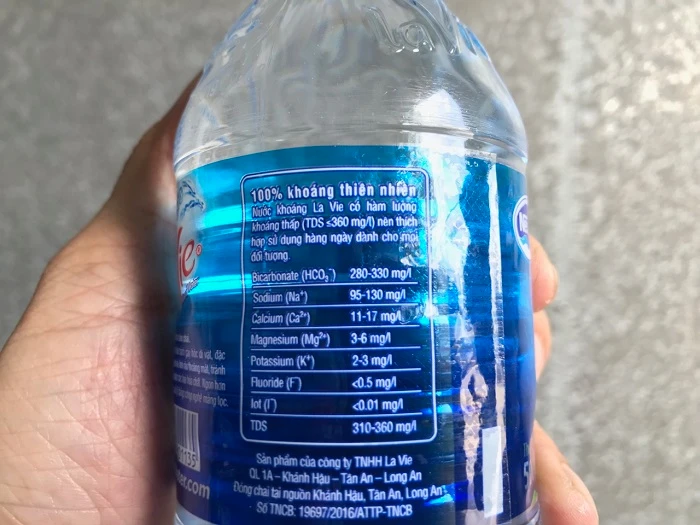 La Vie
ie
100% khoáng thiên nhiên
Nước khoáng La Vie có hàm lượng
khoáng thấp (TDS ≤360 mg/l) nên thích
hợp sử dụng hàng ngày dành cho mọi
đối tượng.
Bicarbonate (HCO₃⁻) 280-330 mg/l
Sodium (Na⁺) 95-130 mg/l
Calcium (Ca²⁺) 11-17 mg/l
Magnesium (Mg²⁺) 3-6 mg/l
Potassium (K⁺) 2-3 mg/l
Fluoride (F⁻) <0.5 mg/l
Iot (I⁻) <0.01 mg/l
TDS 310-360 mg/l
Sản phẩm của công ty TNHH La Vie
QL 1A – Khánh Hậu – Tân An – Long An
Đóng chai tại nguồn Khánh Hậu, Tân An, Long An
Số TNCB: 19697/2016/ATTP-TNCB